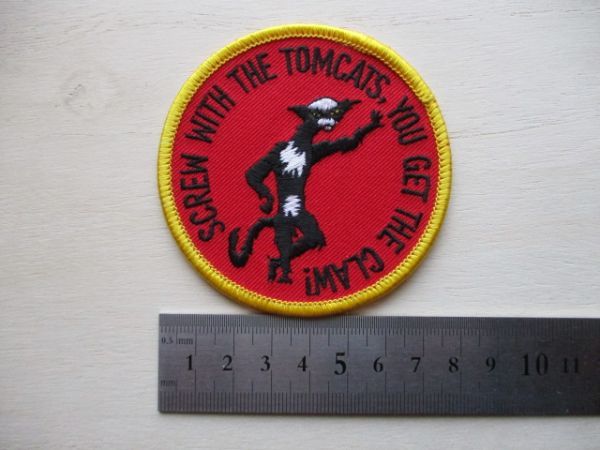 SCREW WITH THE TOMCATS, YOU GET THE CLAW!
0.5 mm
1 2 3 4 5 6 7 8 9 10 11
mm